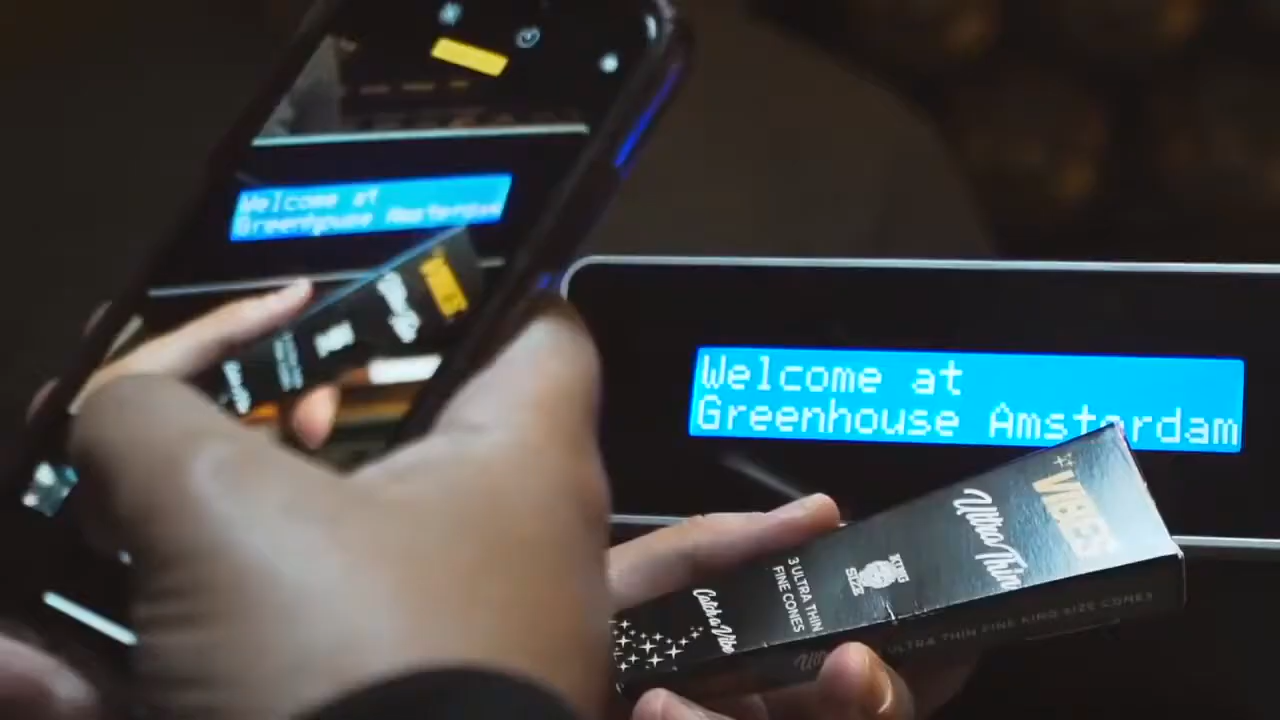 Welcome at
Greenhouse Amsterdam
Welcome at
Greenhouse Amsterdam
VIBES
Ultra Thin
KING
SIZE
3 ULTRA THIN
FINE CONES
Catch a Vibe
ULTRA THIN FINE KING SIZE CONES